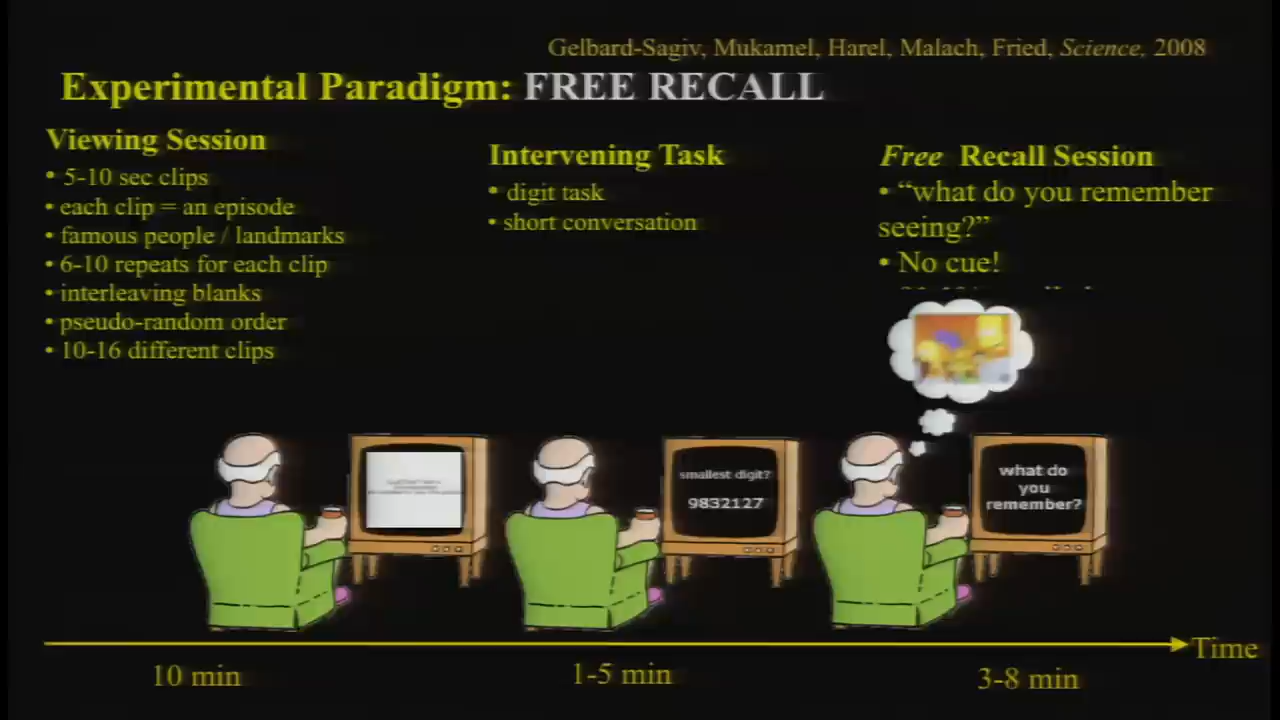 Gelbard-Sagiv, Mukamel, Harel, Malach, Fried, Science, 2008
Experimental Paradigm: FREE RECALL
Viewing Session
• 5-10 sec clips
• each clip = an episode
• famous people / landmarks
• 6-10 repeats for each clip
• interleaving blanks
• pseudo-random order
• 10-16 different clips
Intervening Task
• digit task
• short conversation
Free Recall Session
• “what do you remember
seeing?”
• No cue!
smallest digit?
9832127
what do
you
remember?
Time
10 min
1-5 min
3-8 min